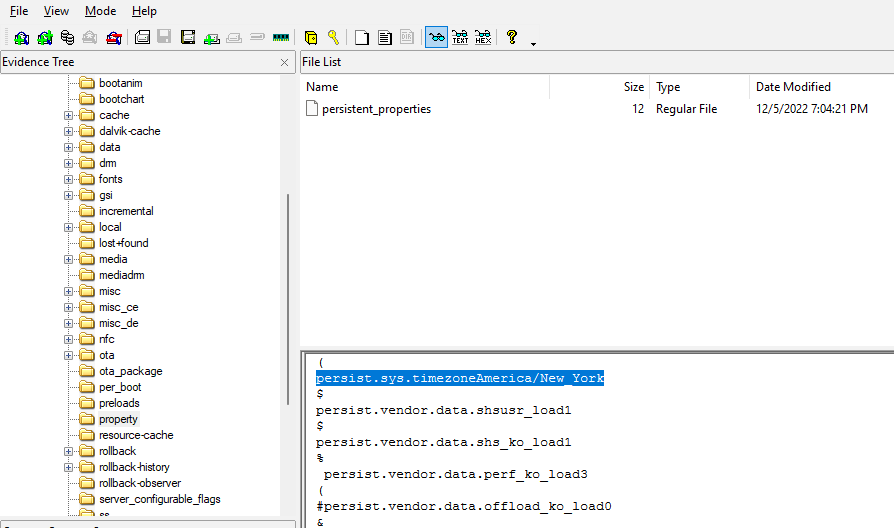 File View Mode Help
Evidence Tree
bootanim
bootchart
cache
dalvik-cache
data
drm
fonts
gsi
incremental
local
lost+found
media
mediadrm
misc
misc_ce
misc_de
nfc
ota
ota_package
per_boot
preloads
property
resource-cache
rollback
rollback-history
rollback-observer
server_configurable_flags
ss
File List
Name Size Type Date Modified
persistent_properties 12 Regular File 12/5/2022 7:04:21 PM
(
persist.sys.timezoneAmerica/New_York
$
persist.vendor.data.shsusr_load1
$
persist.vendor.data.shs_ko_load1
%
persist.vendor.data.perf_ko_load3
(
#persist.vendor.data.offload_ko_load0
&